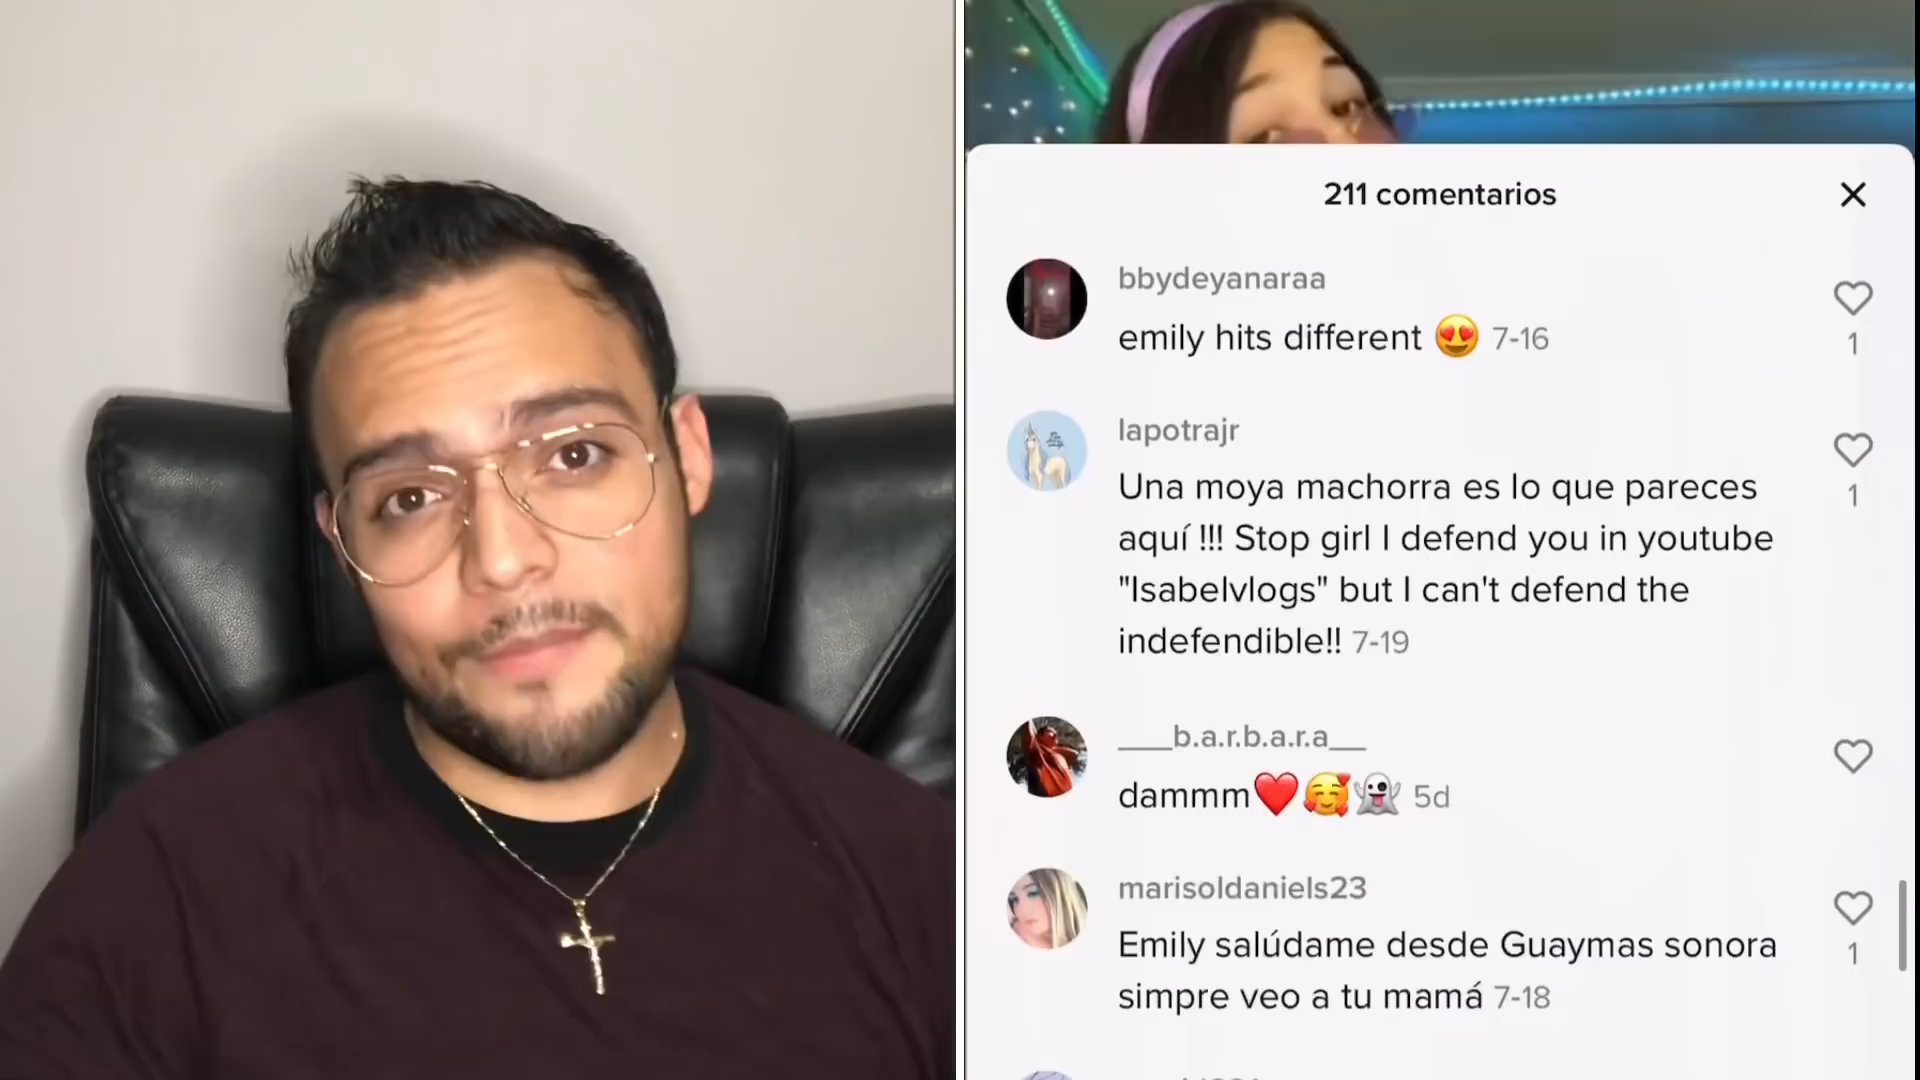 211 comentarios
bbydeyanaraa
emily hits different 😍 7-16
1
lapotrajr
Una moya machorra es lo que pareces
aquí !!! Stop girl I defend you in youtube
"Isabelvlogs" but I can't defend the
indefendible!! 7-19
1
___b.a.r.b.a.r.a__
dammm❤️🥰👻 5d
marisoldaniels23
Emily salúdame desde Guaymas sonora
simpre veo a tu mamá 7-18
1